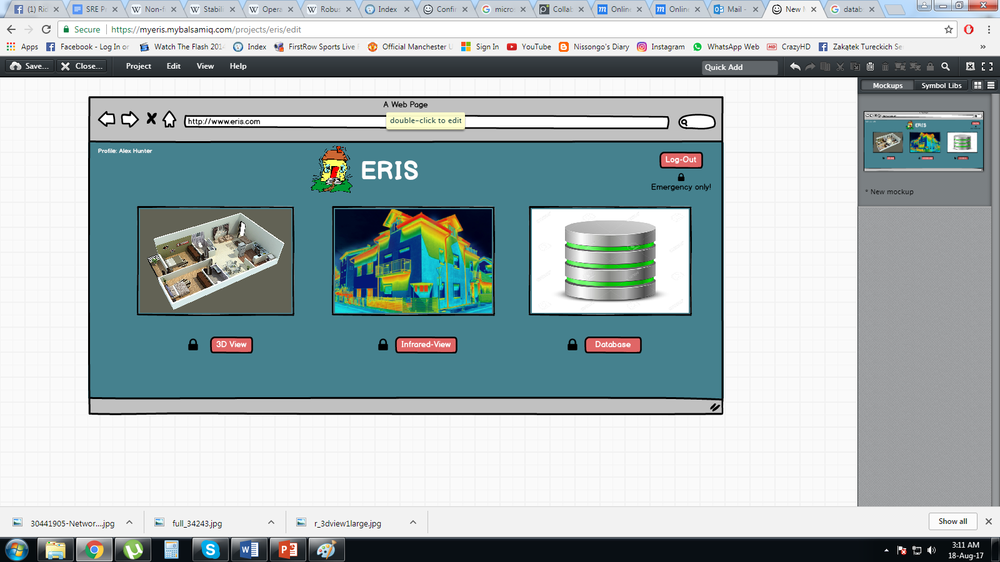 (1) Ric
SRE Pr
Non-f
Stabili
Opera
Robus
Index
Confir
micro
Collab
Online
Online
Mail -
New M
datab
Secure
https://myeris.mybalsamiq.com/projects/eris/edit
Apps
Facebook - Log In or
Watch The Flash 2014
Index
FirstRow Sports Live F
Official Manchester U
Sign In
YouTube
Nissongo's Diary
Instagram
WhatsApp Web
HD CrazyHD
Zakątek Tureckich Se
»
Save...
Close...
Project
Edit
View
Help
Quick Add
Mockups
Symbol Libs
A Web Page
http://www.eris.com
double-click to edit
Profile: Alex Hunter
ERIS
Log-Out
Emergency only!
3D View
Infrared-View
Database
ERIS
* New mockup
30441905-Networ....jpg
full_34243.jpg
r_3dview1large.jpg
Show all
3:11 AM
18-Aug-17